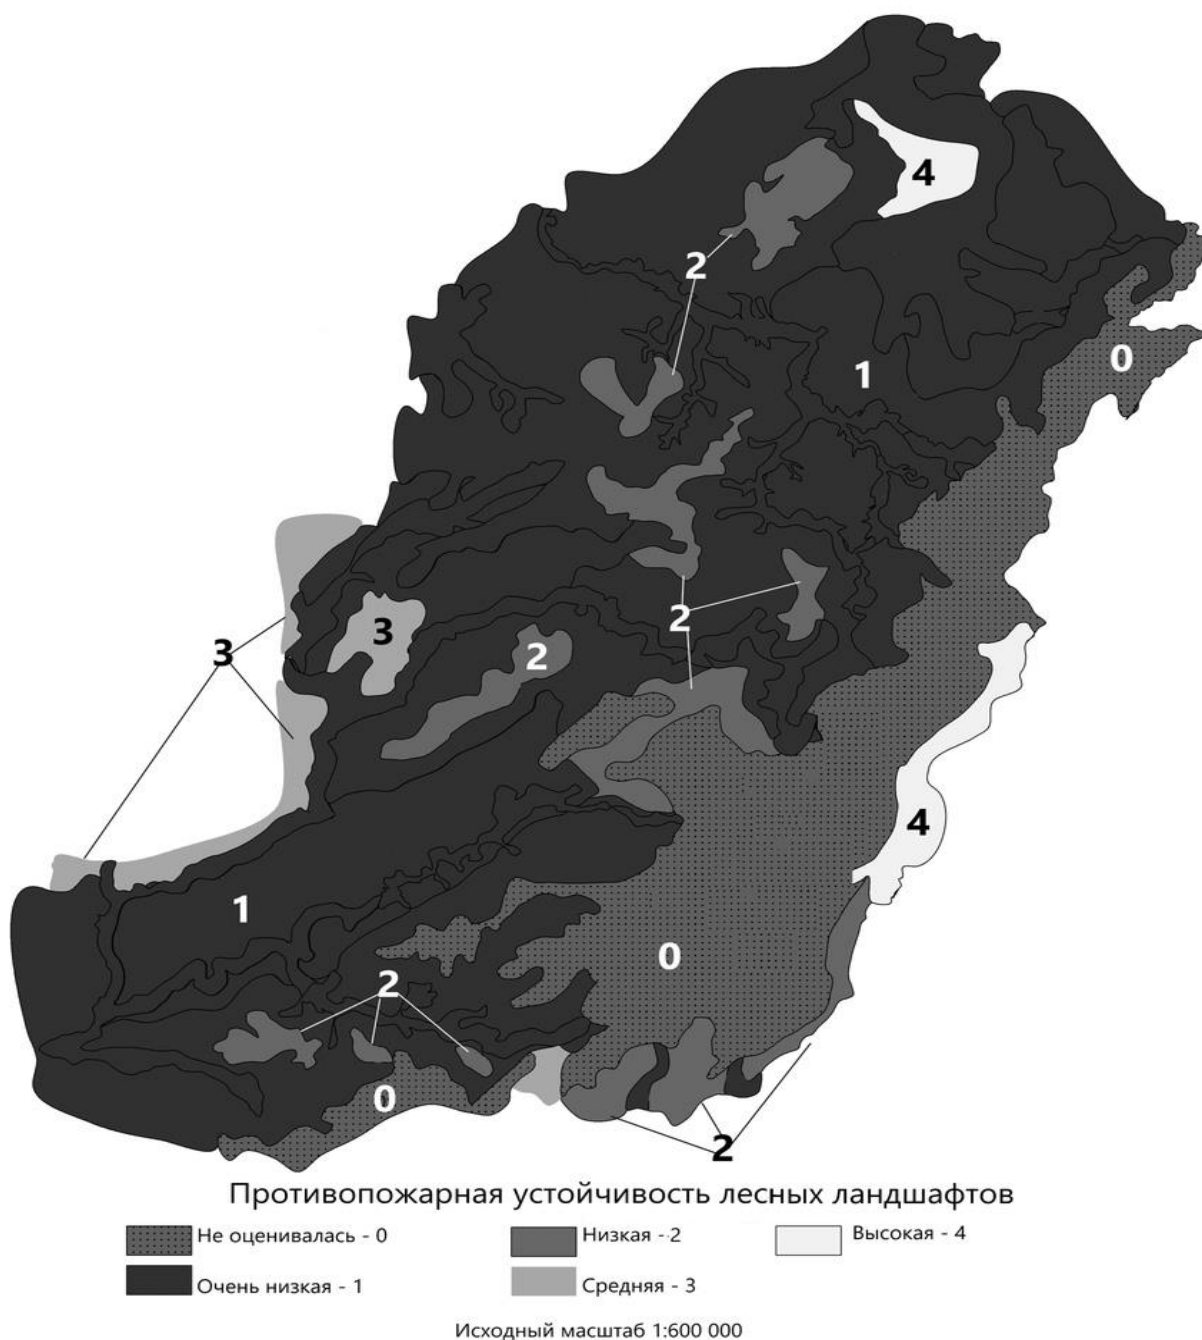 4
2
0
1
3
3
2
2
4
1
0
2
0
2
Противопожарная устойчивость лесных ландшафтов
Не оценивалась - 0
Низкая - 2
Высокая - 4
Очень низкая - 1
Средняя - 3
Исходный масштаб 1:600 000